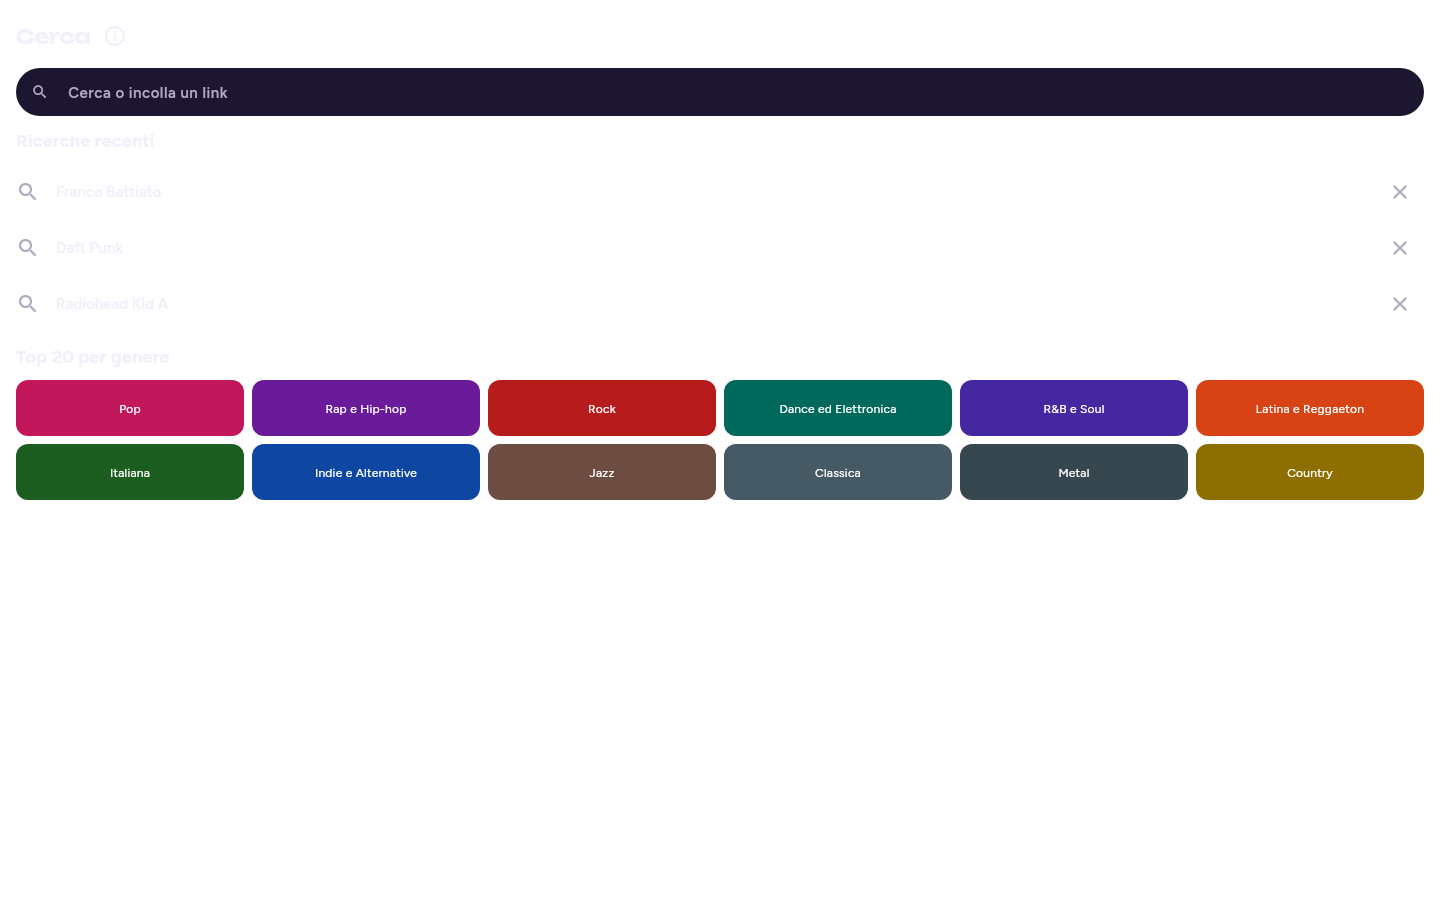 Cerca
Cerca o incolla un link
Ricerche recenti
Franco Battiato
Daft Punk
Radiohead Kid A
Top 20 per genere
Pop
Rap e Hip-hop
Rock
Dance ed Elettronica
R&B e Soul
Latina e Reggaeton
Italiana
Indie e Alternative
Jazz
Classica
Metal
Country